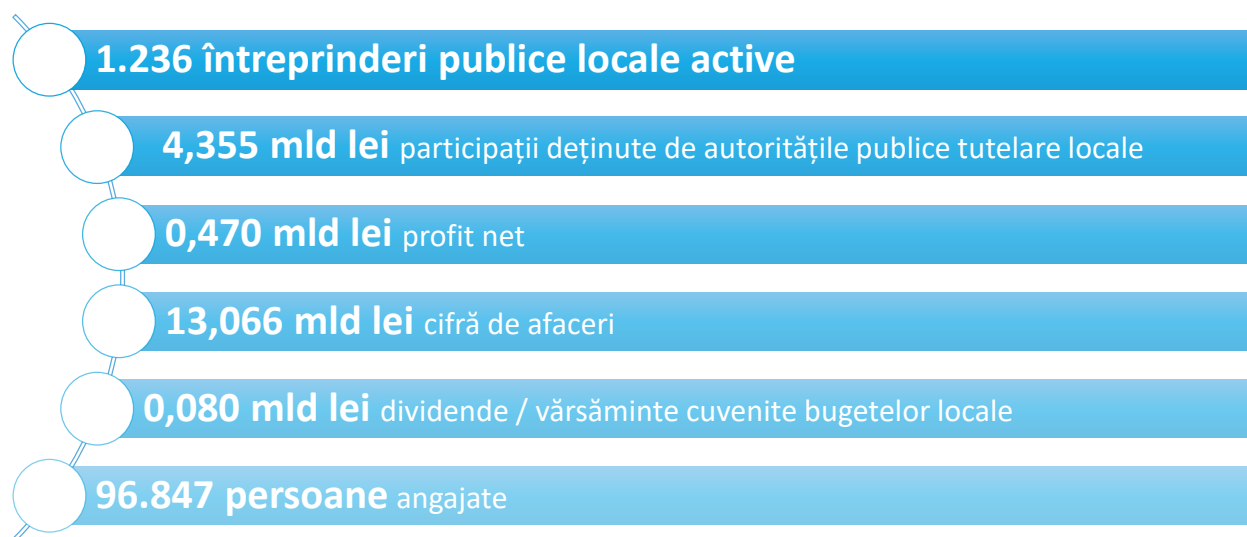 1.236 întreprinderi publice locale active
4,355 mld lei participații deținute de autoritățile publice tutelare locale
0,470 mld lei profit net
13,066 mld lei cifră de afaceri
0,080 mld lei dividende / vărsăminte cuvenite bugetelor locale
96.847 persoane angajate